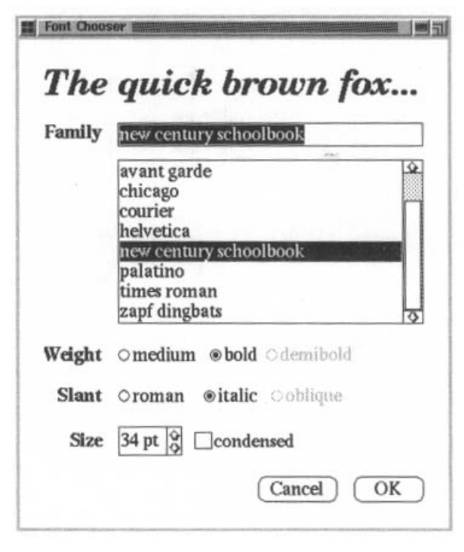 Font Chooser
The quick brown fox...
Family new century schoolbook
avant garde
chicago
courier
helvetica
new century schoolbook
palatino
times roman
zapf dingbats
Weight medium bold demibold
Slant roman italic oblique
Size 34 pt condensed
Cancel OK